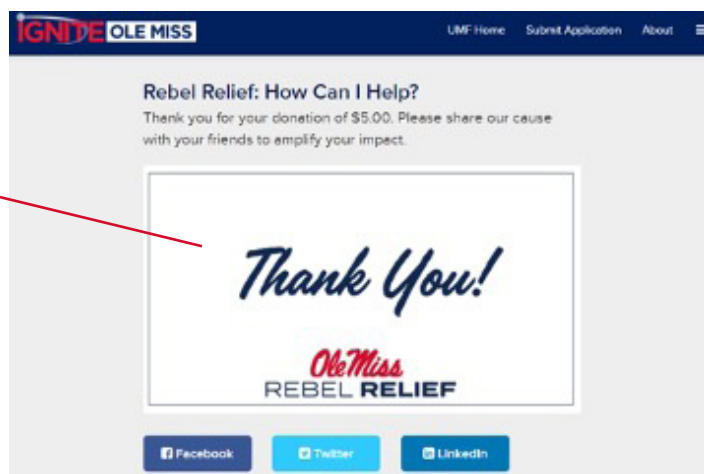 IGNITE OLE MISS
UMF Home Submit Application About
Rebel Relief: How Can I Help?
Thank you for your donation of $5.00. Please share our cause
with your friends to amplify your impact.
Thank You!
Ole Miss
REBEL RELIEF
Facebook Twitter LinkedIn